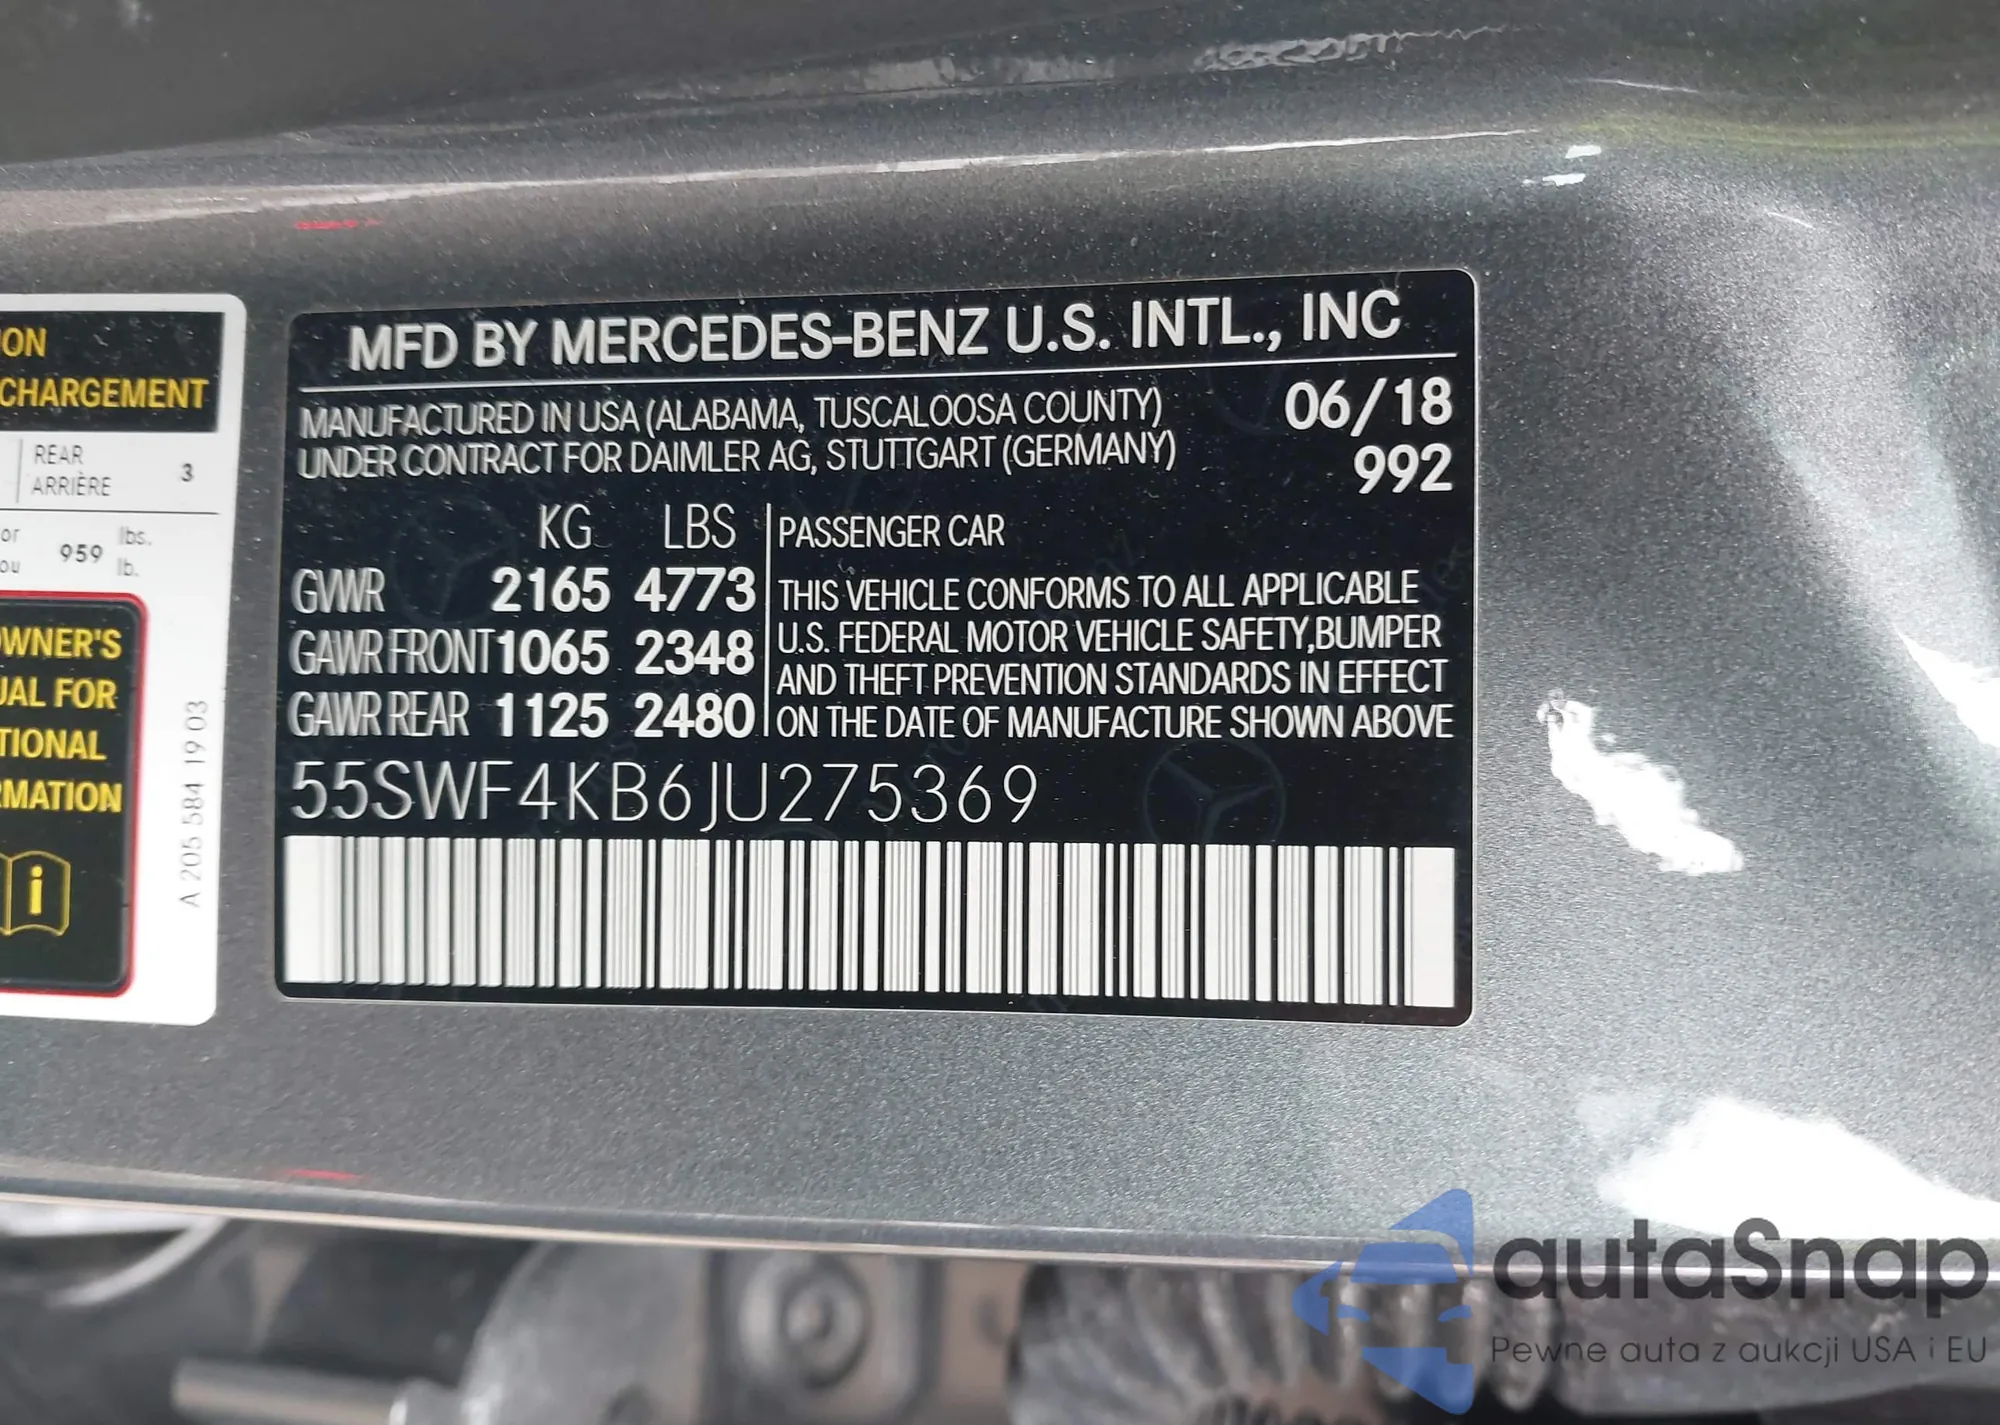 ON
CHARGEMENT
REAR
ARRIÈRE
3
or
ou
959
lbs.
lb.
OWNER'S
UAL FOR
TIONAL
RMATION
i
A 205 584 19 03
MFD BY MERCEDES-BENZ U.S. INTL., INC
MANUFACTURED IN USA (ALABAMA, TUSCALOOSA COUNTY)
UNDER CONTRACT FOR DAIMLER AG, STUTTGART (GERMANY)
06/18
992
KG LBS
GVWR 2165 4773
GAWR FRONT 1065 2348
GAWR REAR 1125 2480
PASSENGER CAR
THIS VEHICLE CONFORMS TO ALL APPLICABLE
U.S. FEDERAL MOTOR VEHICLE SAFETY,BUMPER
AND THEFT PREVENTION STANDARDS IN EFFECT
ON THE DATE OF MANUFACTURE SHOWN ABOVE
55SWF4KB6JU275369
autaSnap
Pewne auta z aukcji USA i EU